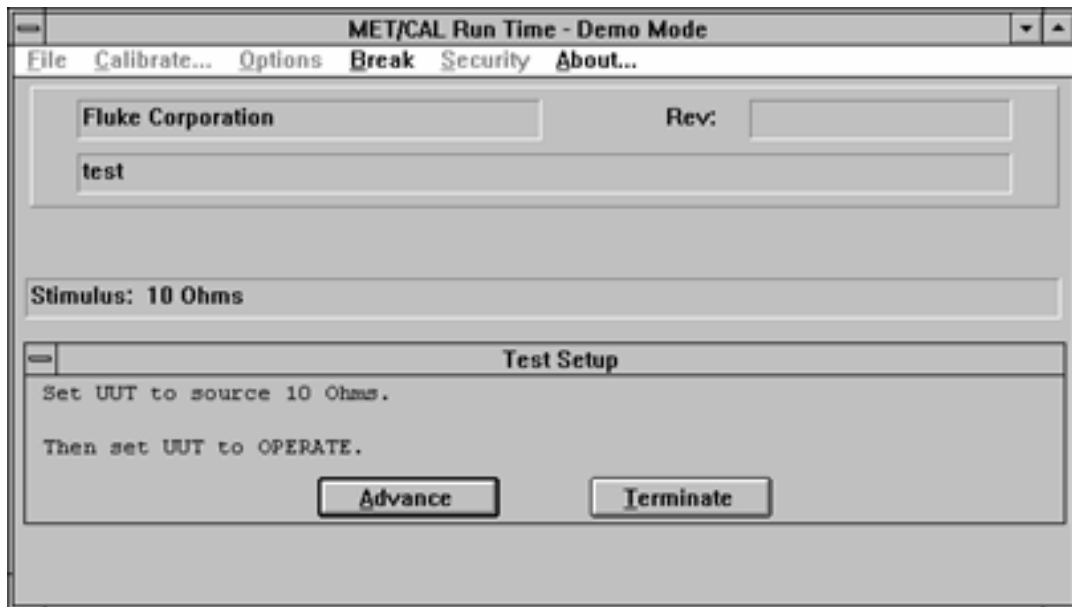 MET/CAL Run Time - Demo Mode
File Calibrate... Options Break Security About...
Fluke Corporation Rev:
test
Stimulus: 10 Ohms
Test Setup
Set UUT to source 10 Ohms.
Then set UUT to OPERATE.
Advance Terminate